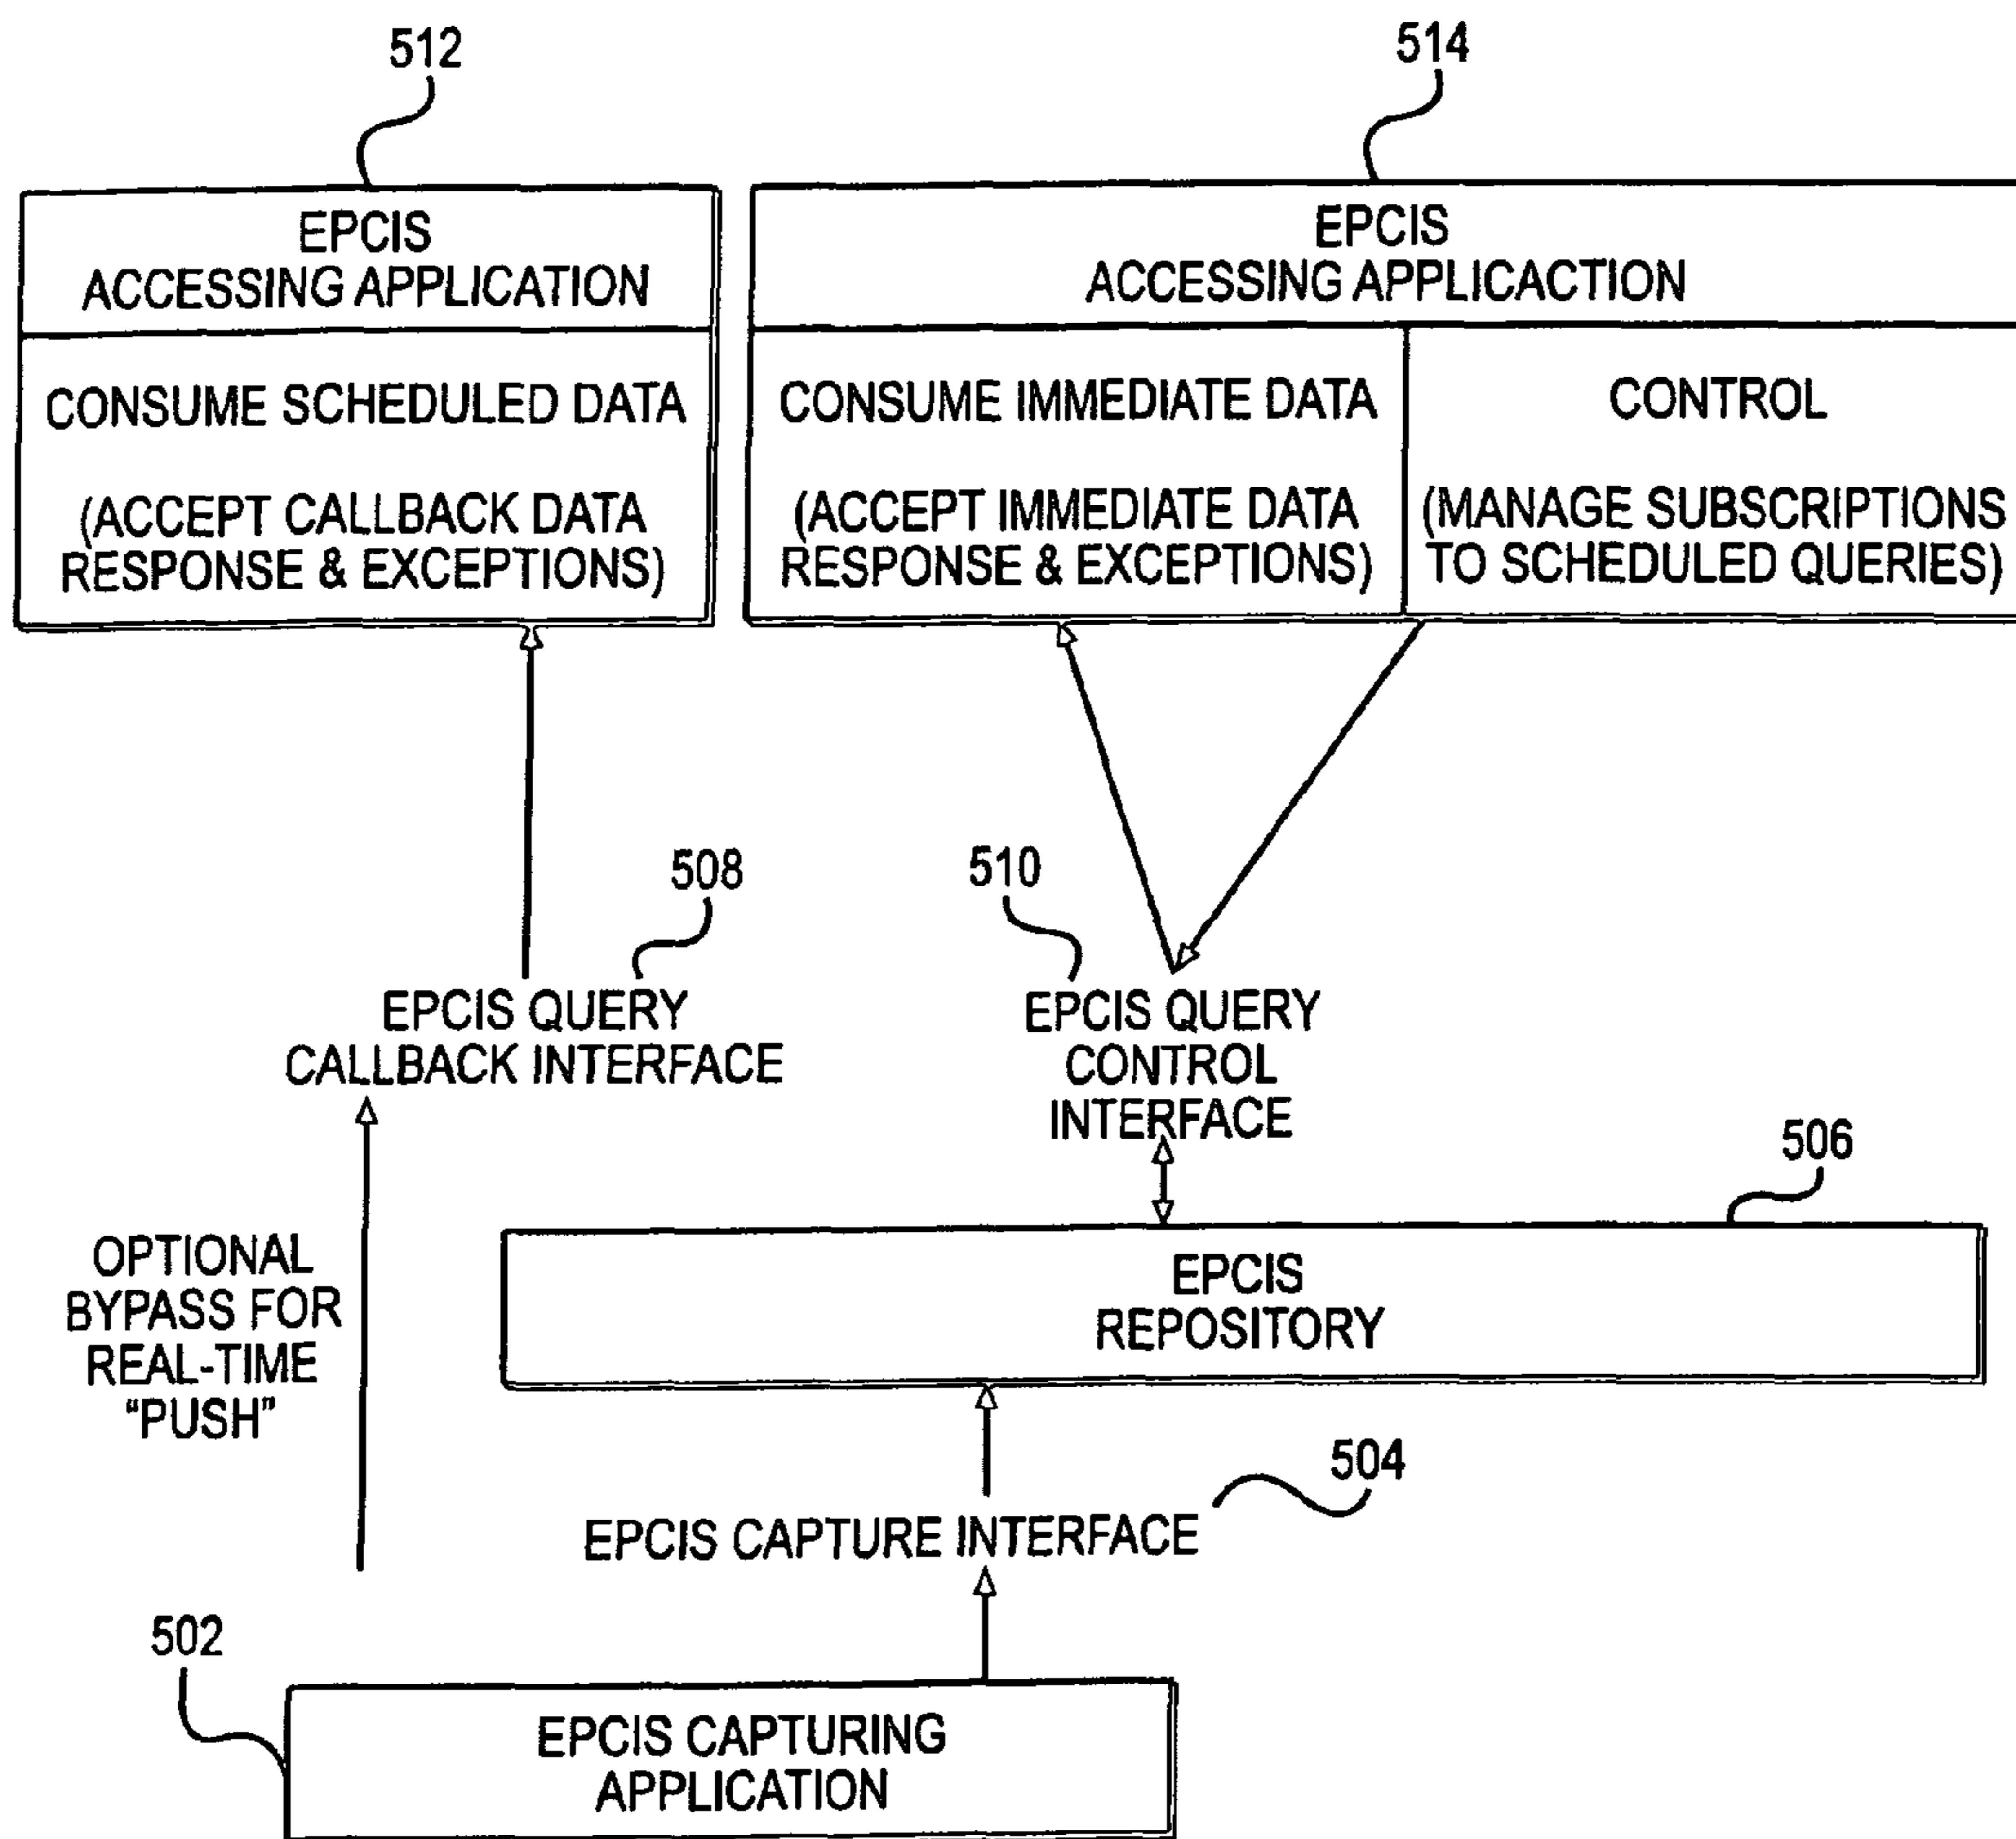 512
514
EPCIS
ACCESSING APPLICATION
CONSUME SCHEDULED DATA
(ACCEPT CALLBACK DATA
RESPONSE & EXCEPTIONS)
EPCIS
ACCESSING APPLICACTION
CONSUME IMMEDIATE DATA
(ACCEPT IMMEDIATE DATA
RESPONSE & EXCEPTIONS)
CONTROL
(MANAGE SUBSCRIPTIONS
TO SCHEDULED QUERIES)
508
510
EPCIS QUERY
CALLBACK INTERFACE
EPCIS QUERY
CONTROL
INTERFACE
506
OPTIONAL
BYPASS FOR
REAL-TIME
“PUSH”
EPCIS
REPOSITORY
504
EPCIS CAPTURE INTERFACE
502
EPCIS CAPTURING
APPLICATION